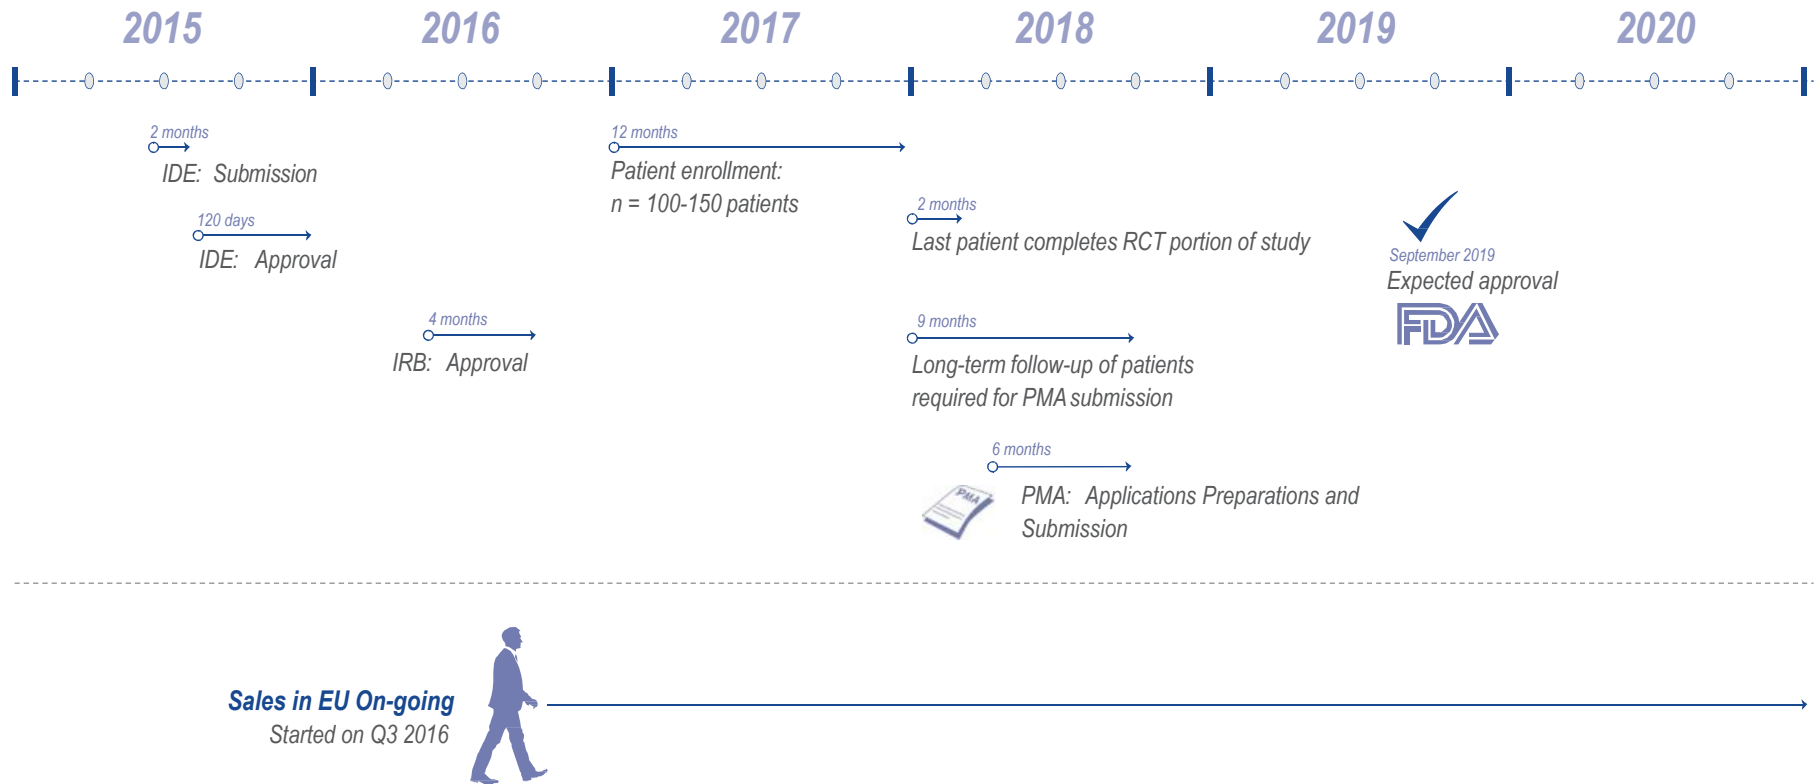 2015 2016 2017 2018 2019 2020
2 months
IDE: Submission
120 days
IDE: Approval
4 months
IRB: Approval
12 months
Patient enrollment:
n = 100-150 patients
2 months
Last patient completes RCT portion of study
9 months
Long-term follow-up of patients
required for PMA submission
6 months
PMA
PMA: Applications Preparations and
Submission
September 2019
Expected approval
FDA
Sales in EU On-going
Started on Q3 2016